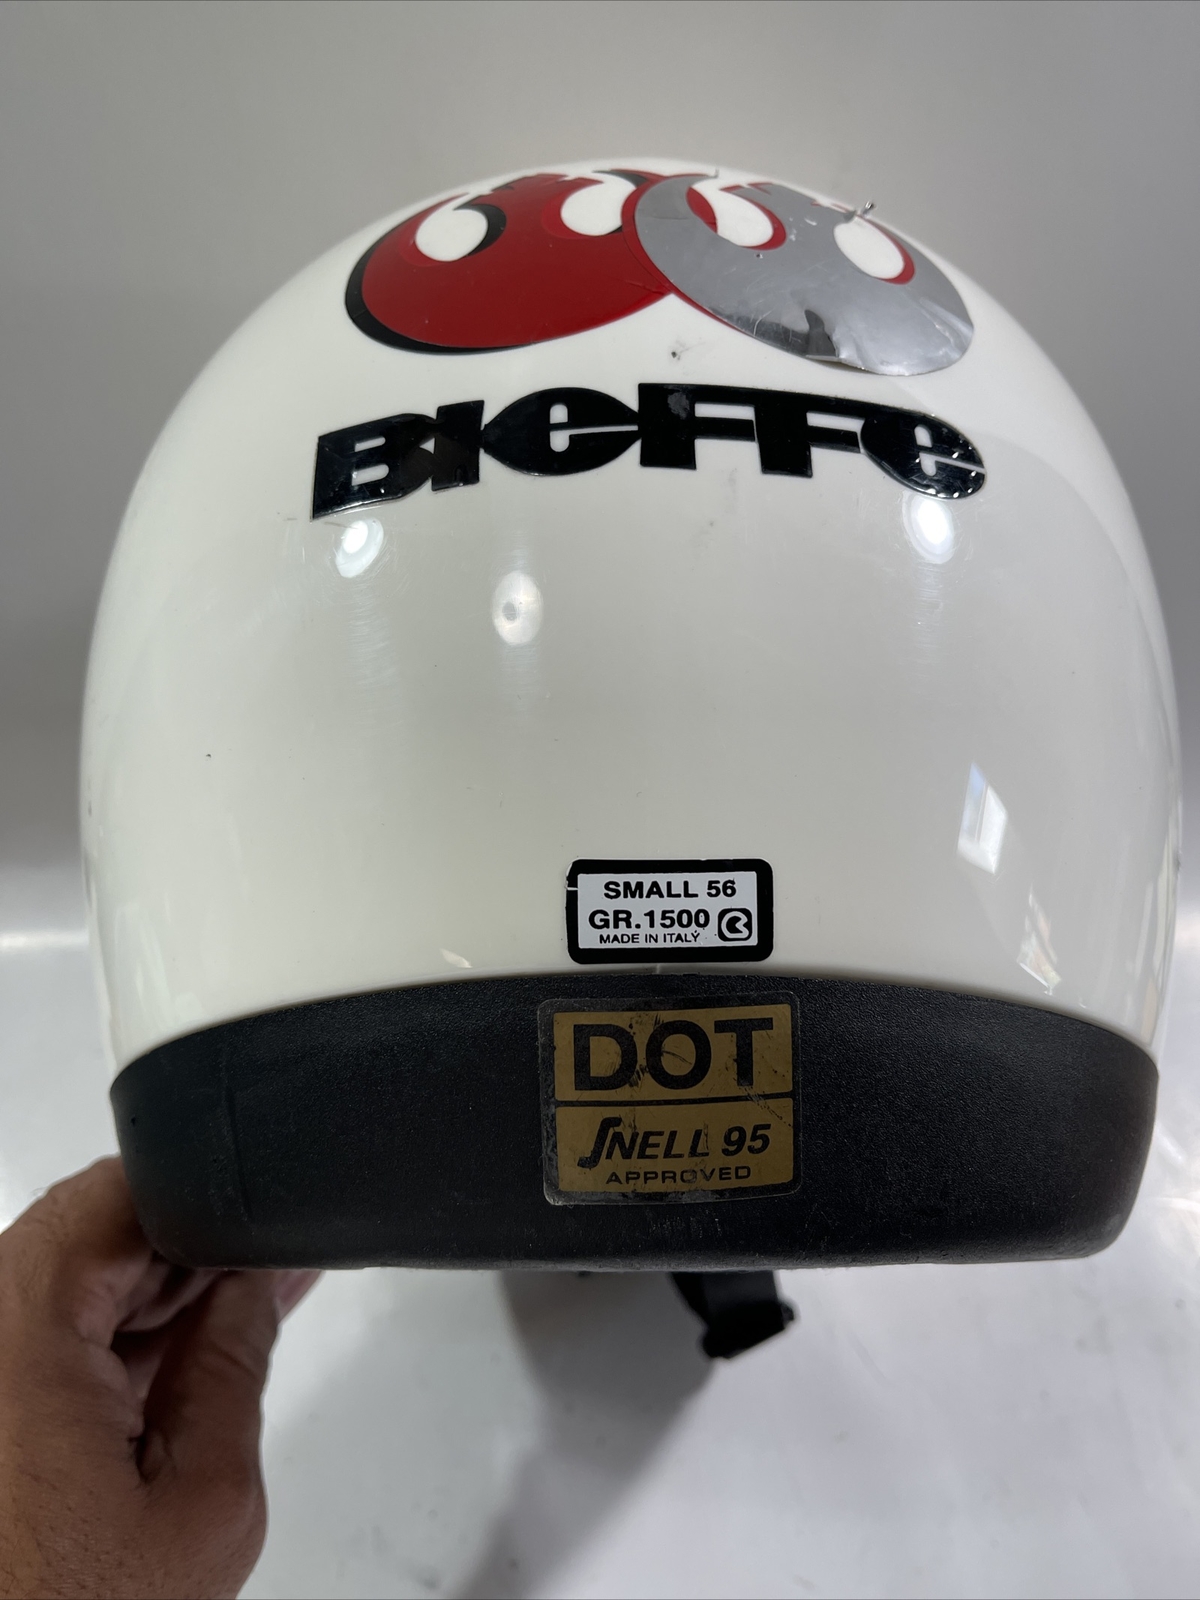 BIEFFE
SMALL 56
GR.1500
MADE IN ITALY
DOT
SNELL 95
APPROVED